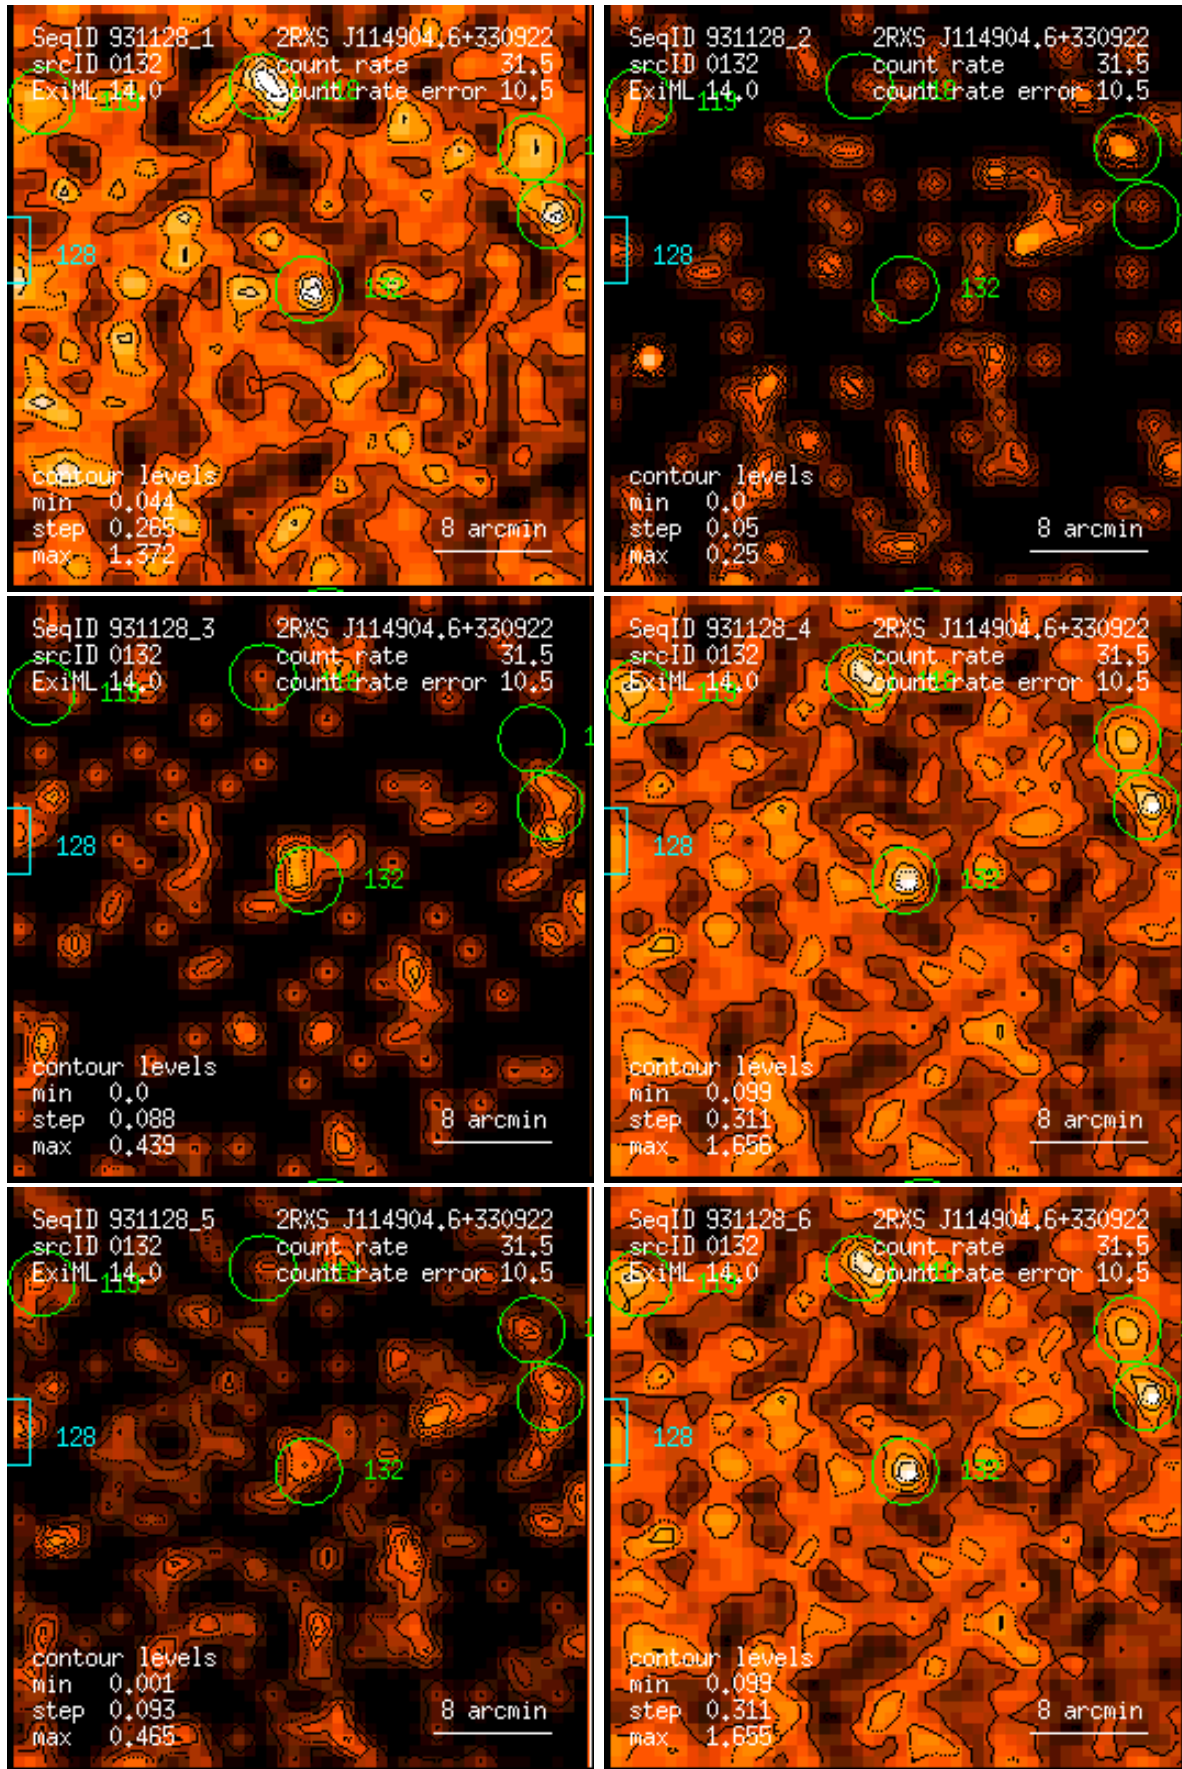 SeqID 931128_1 2RXS J114904.6+330922
srcID 0132 count rate 31.5
ExiML 14.0 count rate error 10.5
119
128
132
contour levels
min 0.044
step 0.265
max 1.372
8 arcmin
SeqID 931128_2 2RXS J114904.6+330922
srcID 0132 count rate 31.5
ExiML 14.0 count rate error 10.5
119
128
132
contour levels
min 0.0
step 0.05
max 0.25
8 arcmin
SeqID 931128_3 2RXS J114904.6+330922
srcID 0132 count rate 31.5
ExiML 14.0 count rate error 10.5
119
128
132
contour levels
min 0.0
step 0.088
max 0.439
8 arcmin
SeqID 931128_4 2RXS J114904.6+330922
srcID 0132 count rate 31.5
ExiML 14.0 count rate error 10.5
119
128
132
contour levels
min 0.099
step 0.311
max 1.656
8 arcmin
SeqID 931128_5 2RXS J114904.6+330922
srcID 0132 count rate 31.5
ExiML 14.0 count rate error 10.5
119
128
132
contour levels
min 0.001
step 0.093
max 0.465
8 arcmin
SeqID 931128_6 2RXS J114904.6+330922
srcID 0132 count rate 31.5
ExiML 14.0 count rate error 10.5
119
128
132
contour levels
min 0.099
step 0.311
max 1.655
8 arcmin